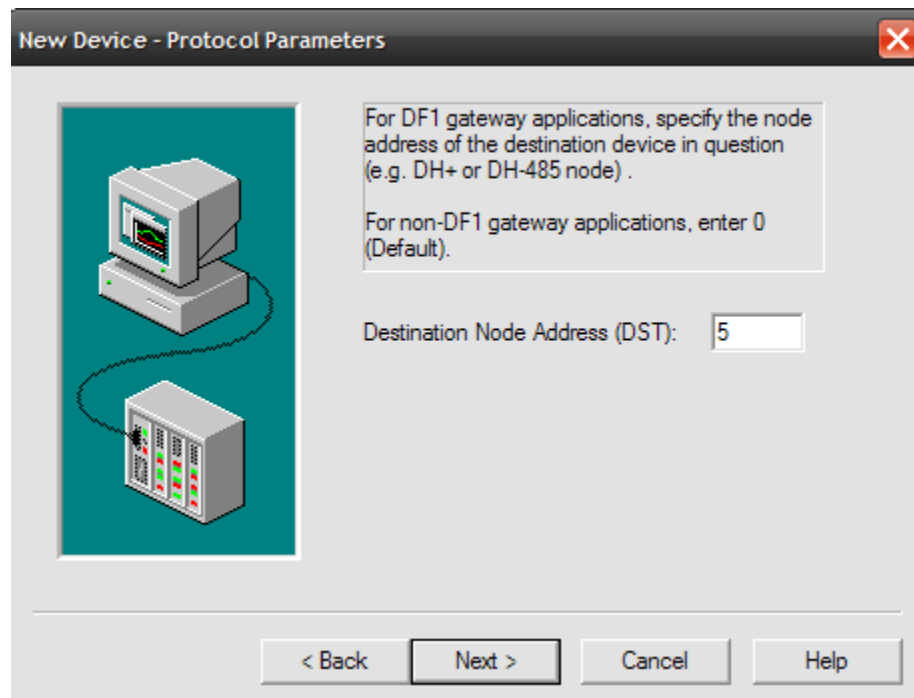 New Device - Protocol Parameters
For DF1 gateway applications, specify the node
address of the destination device in question
(e.g. DH+ or DH-485 node) .
For non-DF1 gateway applications, enter 0
(Default).
Destination Node Address (DST): 5
< Back Next > Cancel Help